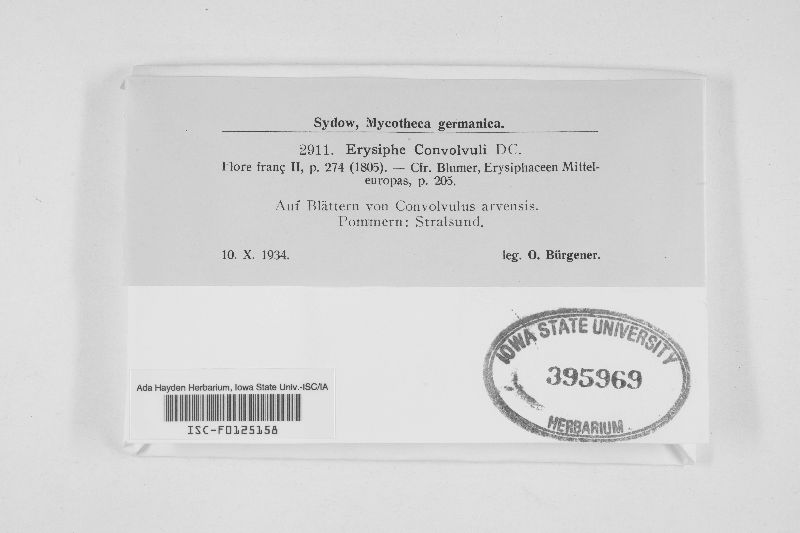 Sydow, Mycotheca germanica.
2911. Erysiphe Convolvuli DC.
Flore franç II, p. 274 (1805). — Cfr. Blumer, Erysiphaceen Mittel-
europas, p. 205.
Auf Blättern von Convolvulus arvensis.
Pommern: Stralsund.
10. X. 1934. leg. O. Bürgener.
IOWA STATE UNIVERSITY
395969
HERBARIUM
Ada Hayden Herbarium, Iowa State Univ.-ISC/IA
ISC-F0125158